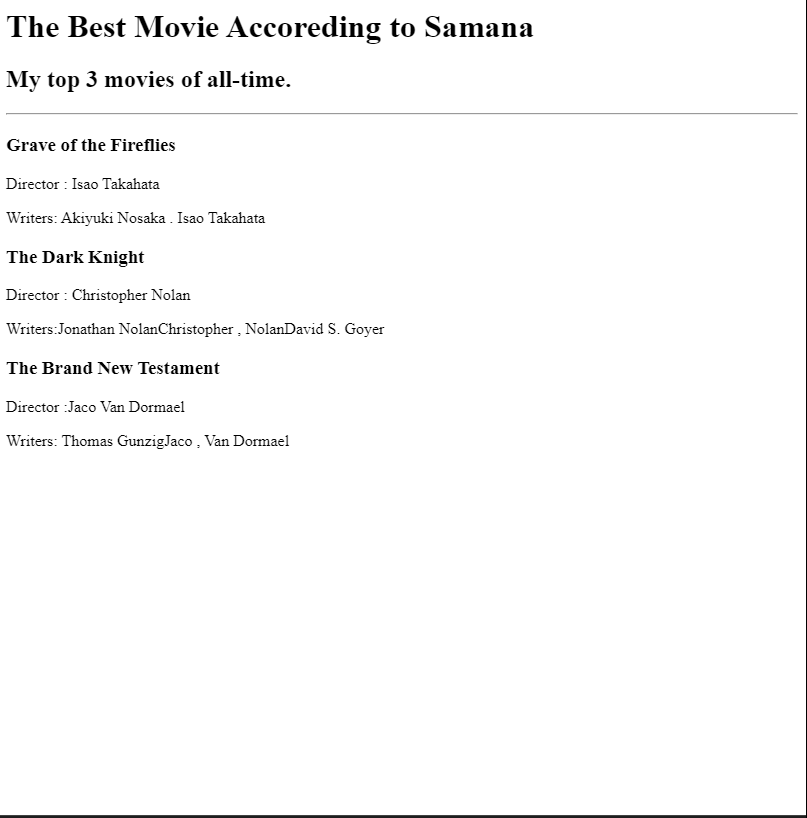 The Best Movie Accoreding to Samana
My top 3 movies of all-time.
Grave of the Fireflies
Director : Isao Takahata
Writers: Akiyuki Nosaka . Isao Takahata
The Dark Knight
Director : Christopher Nolan
Writers:Jonathan NolanChristopher , NolanDavid S. Goyer
The Brand New Testament
Director :Jaco Van Dormael
Writers: Thomas GunzigJaco , Van Dormael